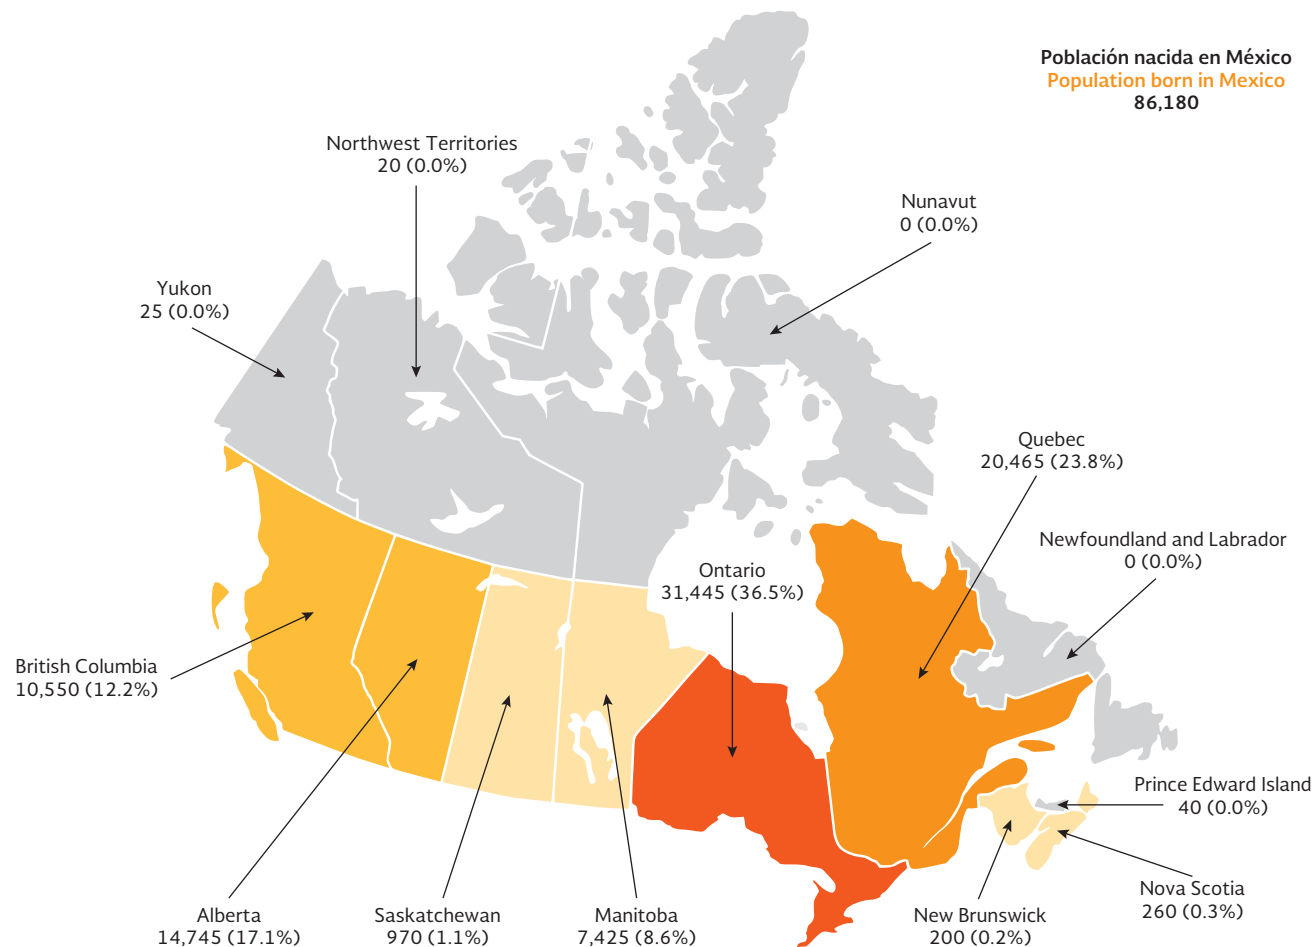 Población nacida en México
Population born in Mexico
86,180
Northwest Territories
20 (0.0%)
Nunavut
0 (0.0%)
Yukon
25 (0.0%)
Quebec
20,465 (23.8%)
Newfoundland and Labrador
0 (0.0%)
Ontario
31,445 (36.5%)
British Columbia
10,550 (12.2%)
Prince Edward Island
40 (0.0%)
Nova Scotia
260 (0.3%)
Alberta
14,745 (17.1%)
Saskatchewan
970 (1.1%)
Manitoba
7,425 (8.6%)
New Brunswick
200 (0.2%)